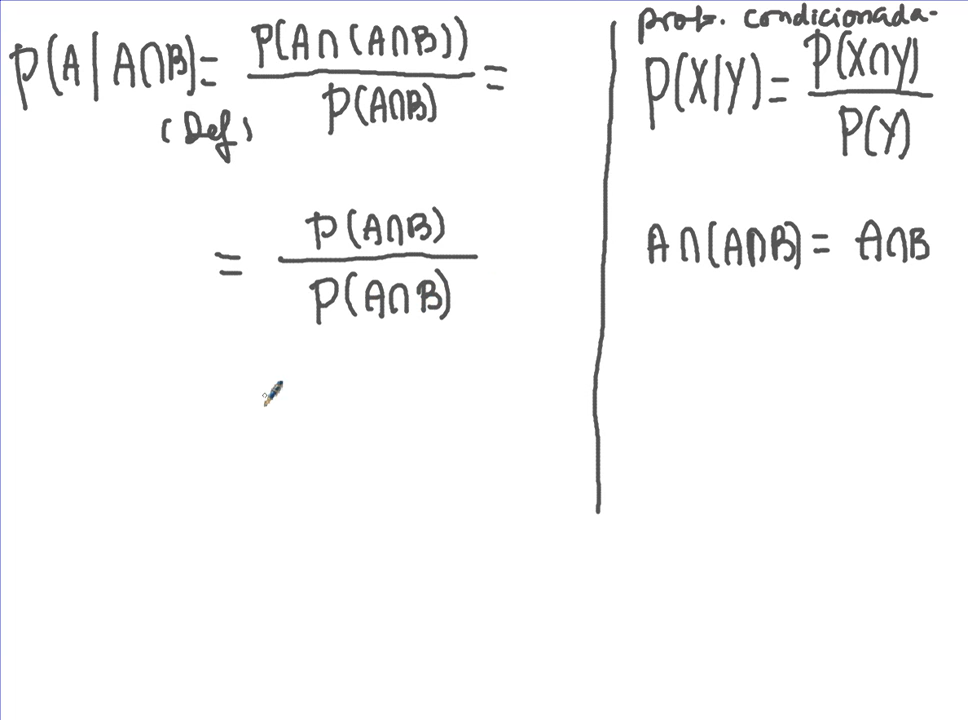 P(A|A∩B)= P(A∩(A∩B)) / P(A∩B) =
(Def)
= P(A∩B) / P(A∩B)
prob. condicionada.
P(X|Y)= P(X∩Y) / P(Y)
A∩(A∩B)= A∩B